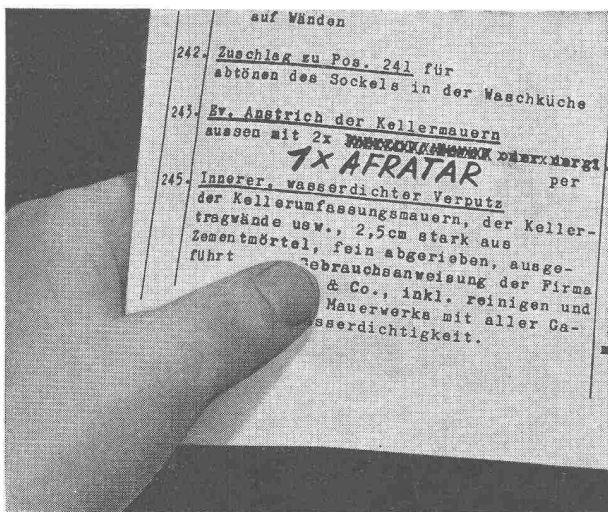 auf Wänden
242. Zuschlag zu Pos. 241 für
abtönen des Sockels in der Waschküche
243. Ev. Anstrich der Kellermauern
aussen mit 2x oder dergl.
1X AFRATAR per
245. Innerer, wasserdichter Verputz
der Kellerumfassungsmauern, der Keller-
tragwände usw., 2,5cm stark aus
Zementmörtel, fein abgerieben, ausge-
führt Gebrauchsanweisung der Firma
& Co., inkl. reinigen und
Mauerwerks mit aller Ga-
sserdichtigkeit.